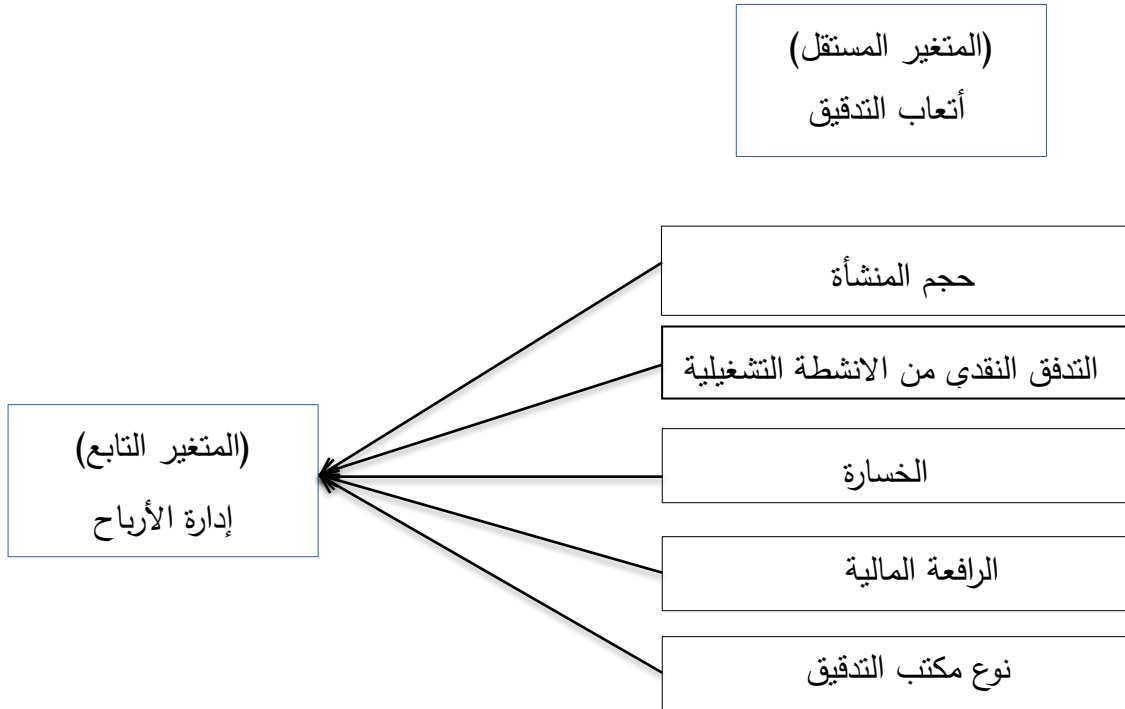 (المتغير المستقل)
أتعاب التدقيق
حجم المنشأة
التدفق النقدي من الانشطة التشغيلية
(المتغير التابع)
إدارة الأرباح
الخسارة
الرافعة المالية
نوع مكتب التدقيق